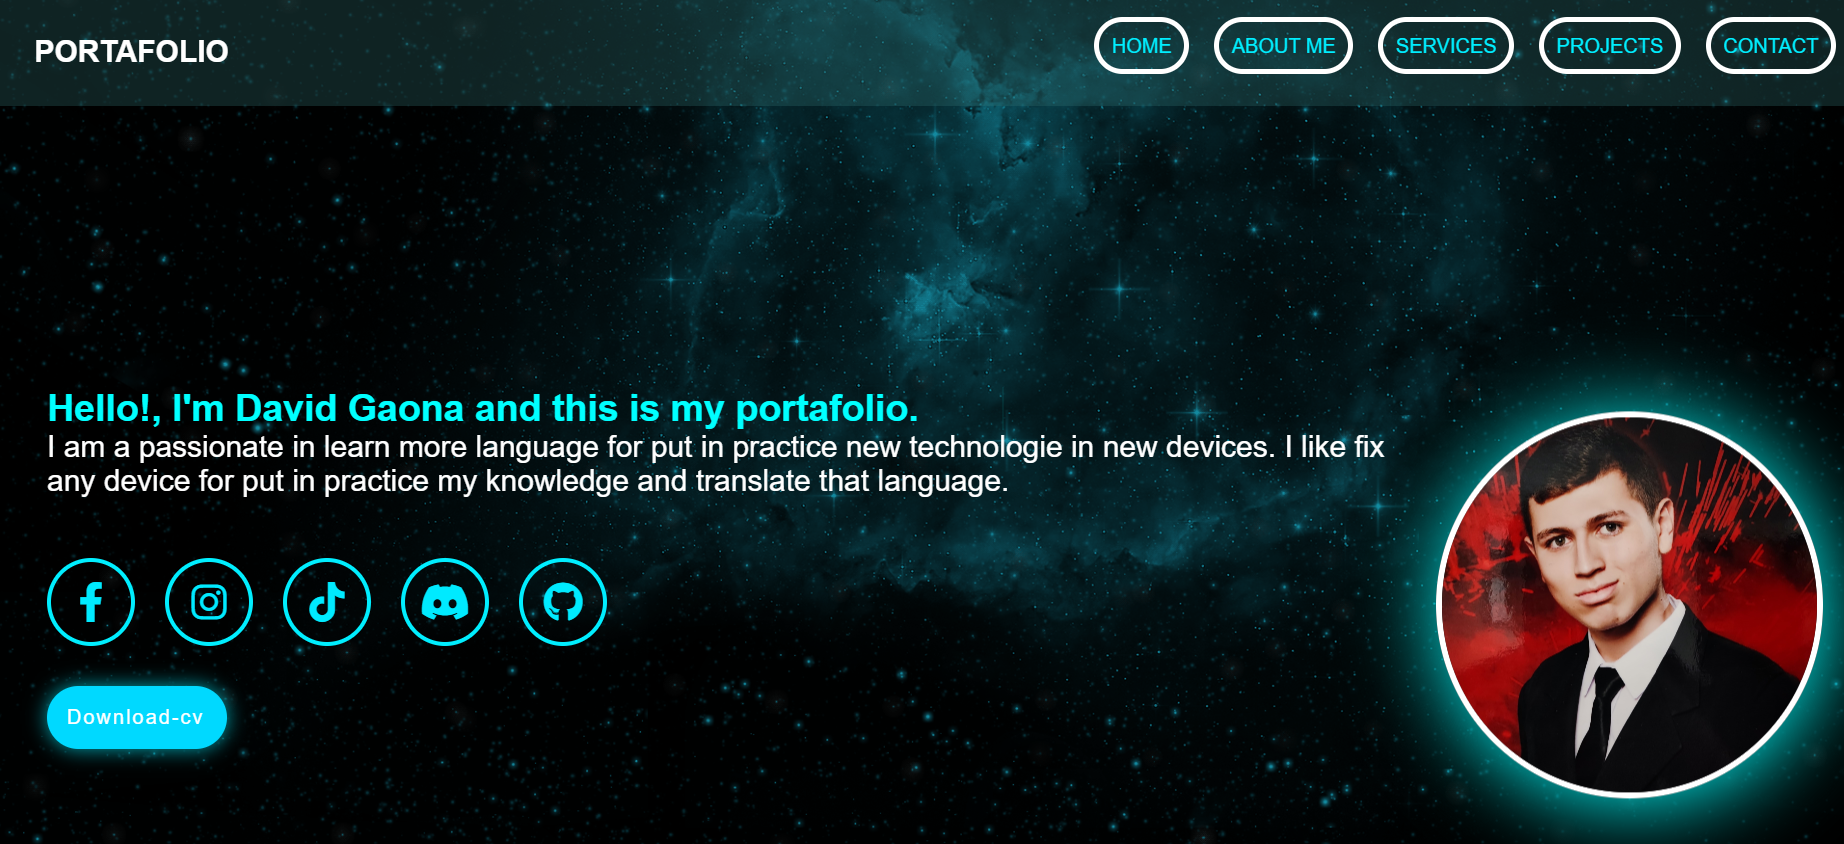 PORTAFOLIO
HOME
ABOUT ME
SERVICES
PROJECTS
CONTACT
Hello!, I'm David Gaona and this is my portafolio.
I am a passionate in learn more language for put in practice new technologie in new devices. I like fix
any device for put in practice my knowledge and translate that language.
Download-cv